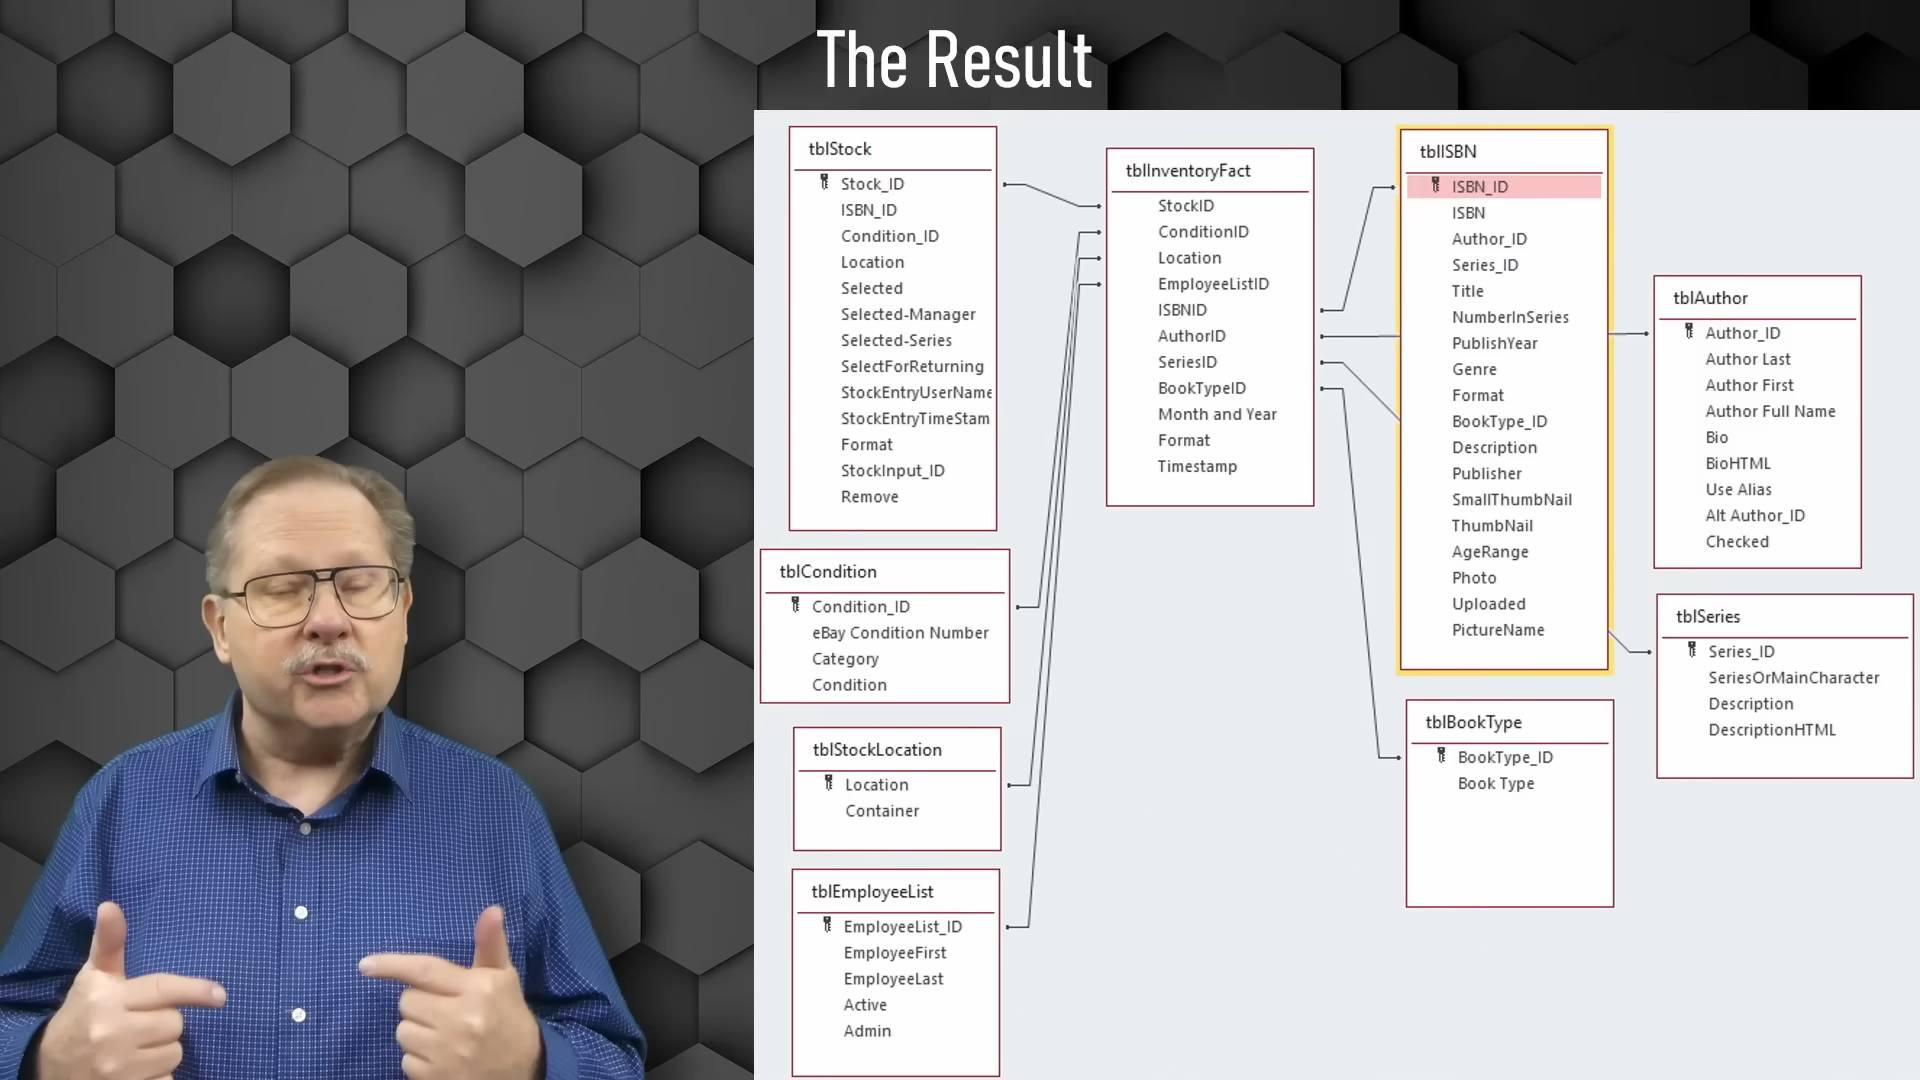 The Result
tblStock
Stock_ID
ISBN_ID
Condition_ID
Location
Selected
Selected-Manager
Selected-Series
SelectForReturning
StockEntryUserName
StockEntryTimeStam
Format
StockInput_ID
Remove
tblCondition
Condition_ID
eBay Condition Number
Category
Condition
tblStockLocation
Location
Container
tblEmployeeList
EmployeeList_ID
EmployeeFirst
EmployeeLast
Active
Admin
tblInventoryFact
StockID
ConditionID
Location
EmployeeListID
ISBNID
AuthorID
SeriesID
BookTypeID
Month and Year
Format
Timestamp
tblISBN
ISBN_ID
ISBN
Author_ID
Series_ID
Title
NumberInSeries
PublishYear
Genre
Format
BookType_ID
Description
Publisher
SmallThumbNail
ThumbNail
AgeRange
Photo
Uploaded
PictureName
tblBookType
BookType_ID
Book Type
tblAuthor
Author_ID
Author Last
Author First
Author Full Name
Bio
BioHTML
Use Alias
Alt Author_ID
Checked
tblSeries
Series_ID
SeriesOrMainCharacter
Description
DescriptionHTML